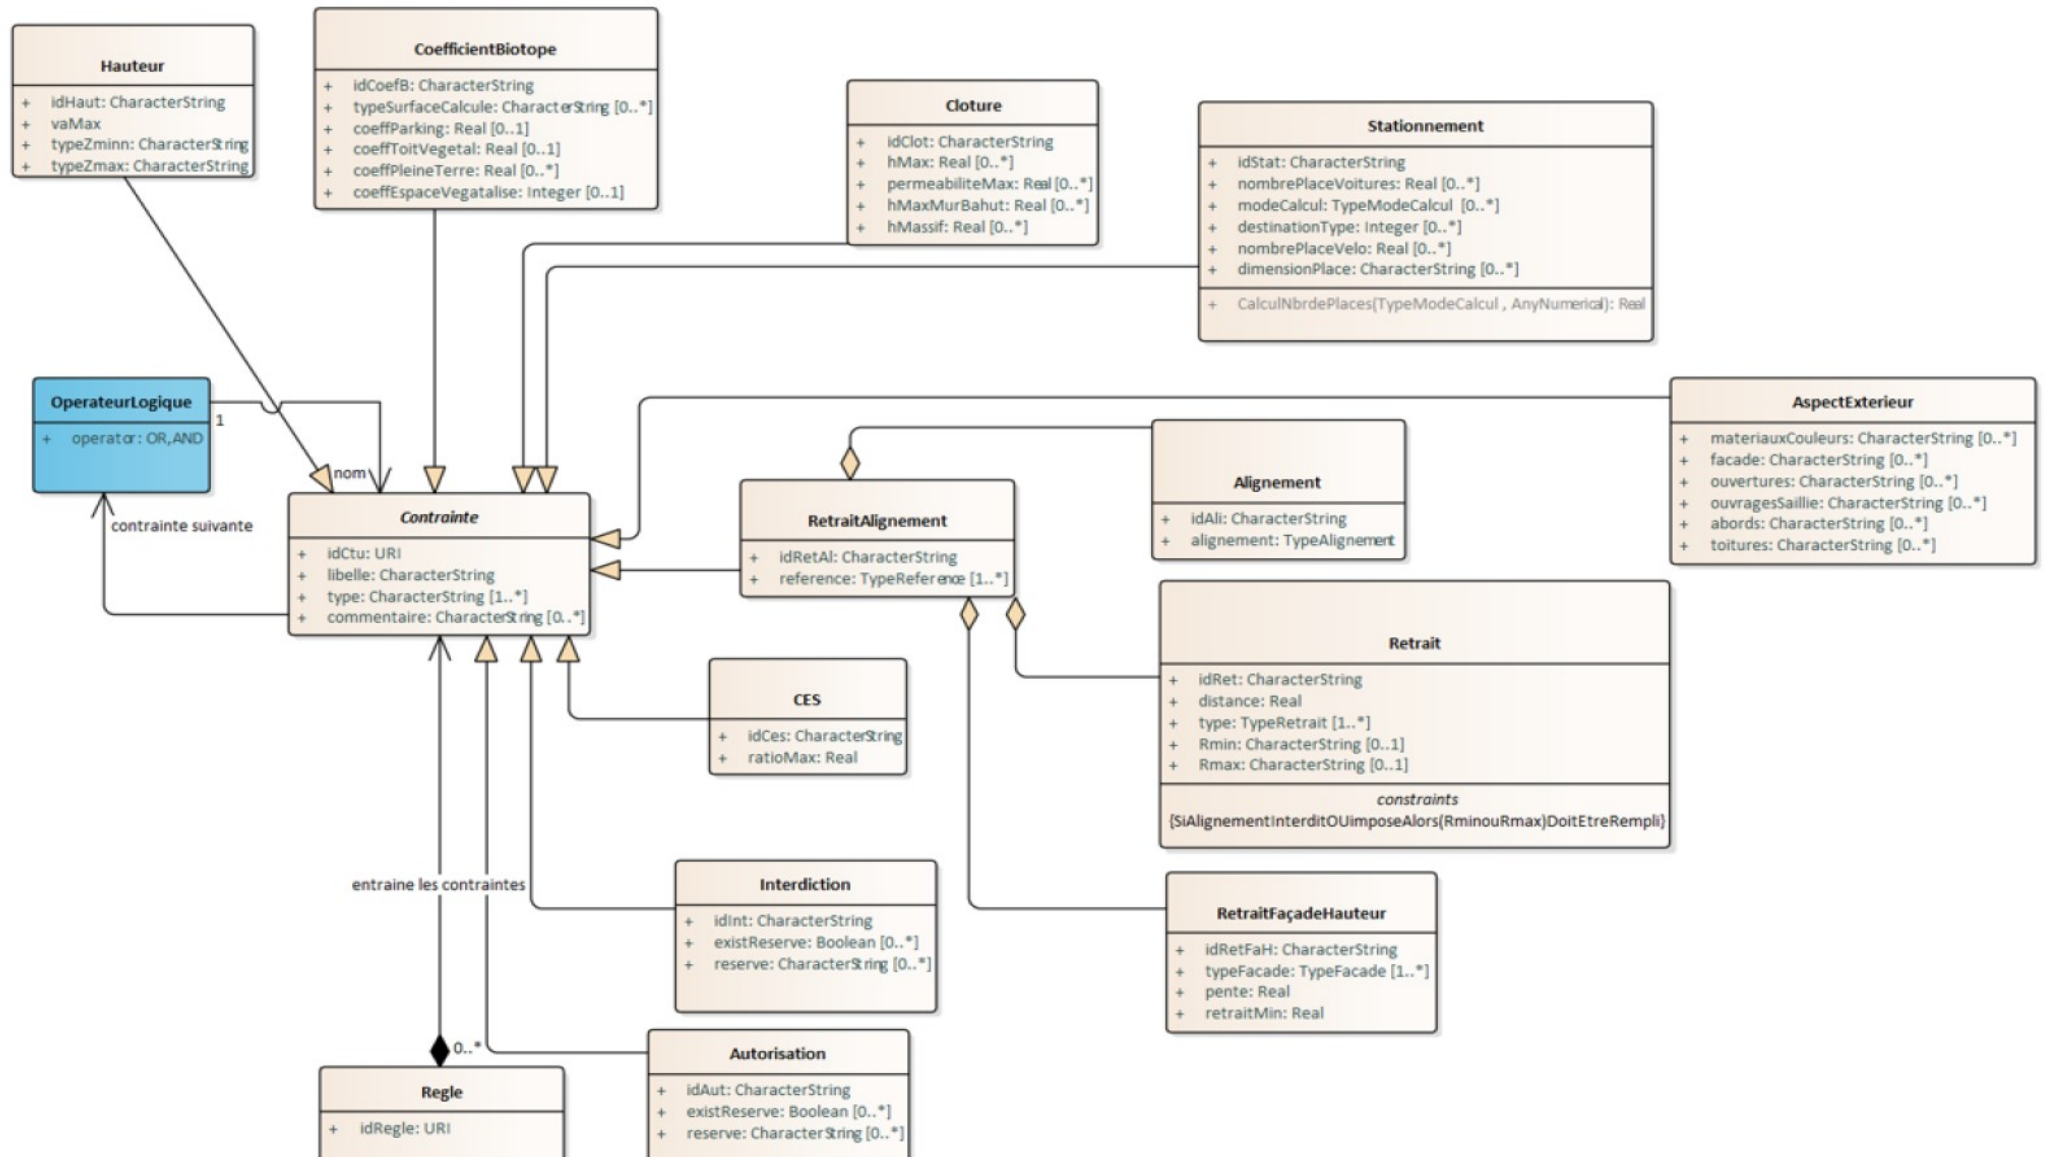 Hauteur
+ idHaut: CharacterString
+ vaMax
+ typeZminn: CharacterString
+ typeZmax: CharacterString
CoefficientBiotope
+ idCoefB: CharacterString
+ typeSurfaceCalcule: CharacterString [0..*]
+ coeffParking: Real [0..1]
+ coeffToitVegetal: Real [0..1]
+ coeffPleineTerre: Real [0..*]
+ coeffEspaceVegatalise: Integer [0..1]
Cloture
+ idClot: CharacterString
+ hMax: Real [0..*]
+ permeabiliteMax: Real [0..*]
+ hMaxMurBahut: Real [0..*]
+ hMassif: Real [0..*]
Stationnement
+ idStat: CharacterString
+ nombrePlaceVoitures: Real [0..*]
+ modeCalcul: TypeModeCalcul [0..*]
+ destinationType: Integer [0..*]
+ nombrePlaceVelo: Real [0..*]
+ dimensionPlace: CharacterString [0..*]
+ CalculNbrdePlaces(TypeModeCalcul , AnyNumerical): Real
OperateurLogique
+ operator: OR,AND
1
nom
contrainte suivante
Contrainte
+ idCtu: URI
+ libelle: CharacterString
+ type: CharacterString [1..*]
+ commentaire: CharacterString [0..*]
RetraitAlignement
+ idRetAl: CharacterString
+ reference: TypeReference [1..*]
Alignement
+ idAli: CharacterString
+ alignement: TypeAlignement
AspectExterieur
+ materiauxCouleurs: CharacterString [0..*]
+ facade: CharacterString [0..*]
+ ouvertures: CharacterString [0..*]
+ ouvragesSaillie: CharacterString [0..*]
+ abords: CharacterString [0..*]
+ toitures: CharacterString [0..*]
Retrait
+ idRet: CharacterString
+ distance: Real
+ type: TypeRetrait [1..*]
+ Rmin: CharacterString [0..1]
+ Rmax: CharacterString [0..1]
constraints
{SiAlignementInterditOUimposeAlors(RminouRmax)DoitEtreRempli}
CES
+ idCes: CharacterString
+ ratioMax: Real
entraine les contraintes
Interdiction
+ idInt: CharacterString
+ existReserve: Boolean [0..*]
+ reserve: CharacterString [0..*]
RetraitFaçadeHauteur
+ idRetFaH: CharacterString
+ typeFacade: TypeFacade [1..*]
+ pente: Real
+ retraitMin: Real
0..*
Regle
+ idRegle: URI
Autorisation
+ idAut: CharacterString
+ existReserve: Boolean [0..*]
+ reserve: CharacterString [0..*]